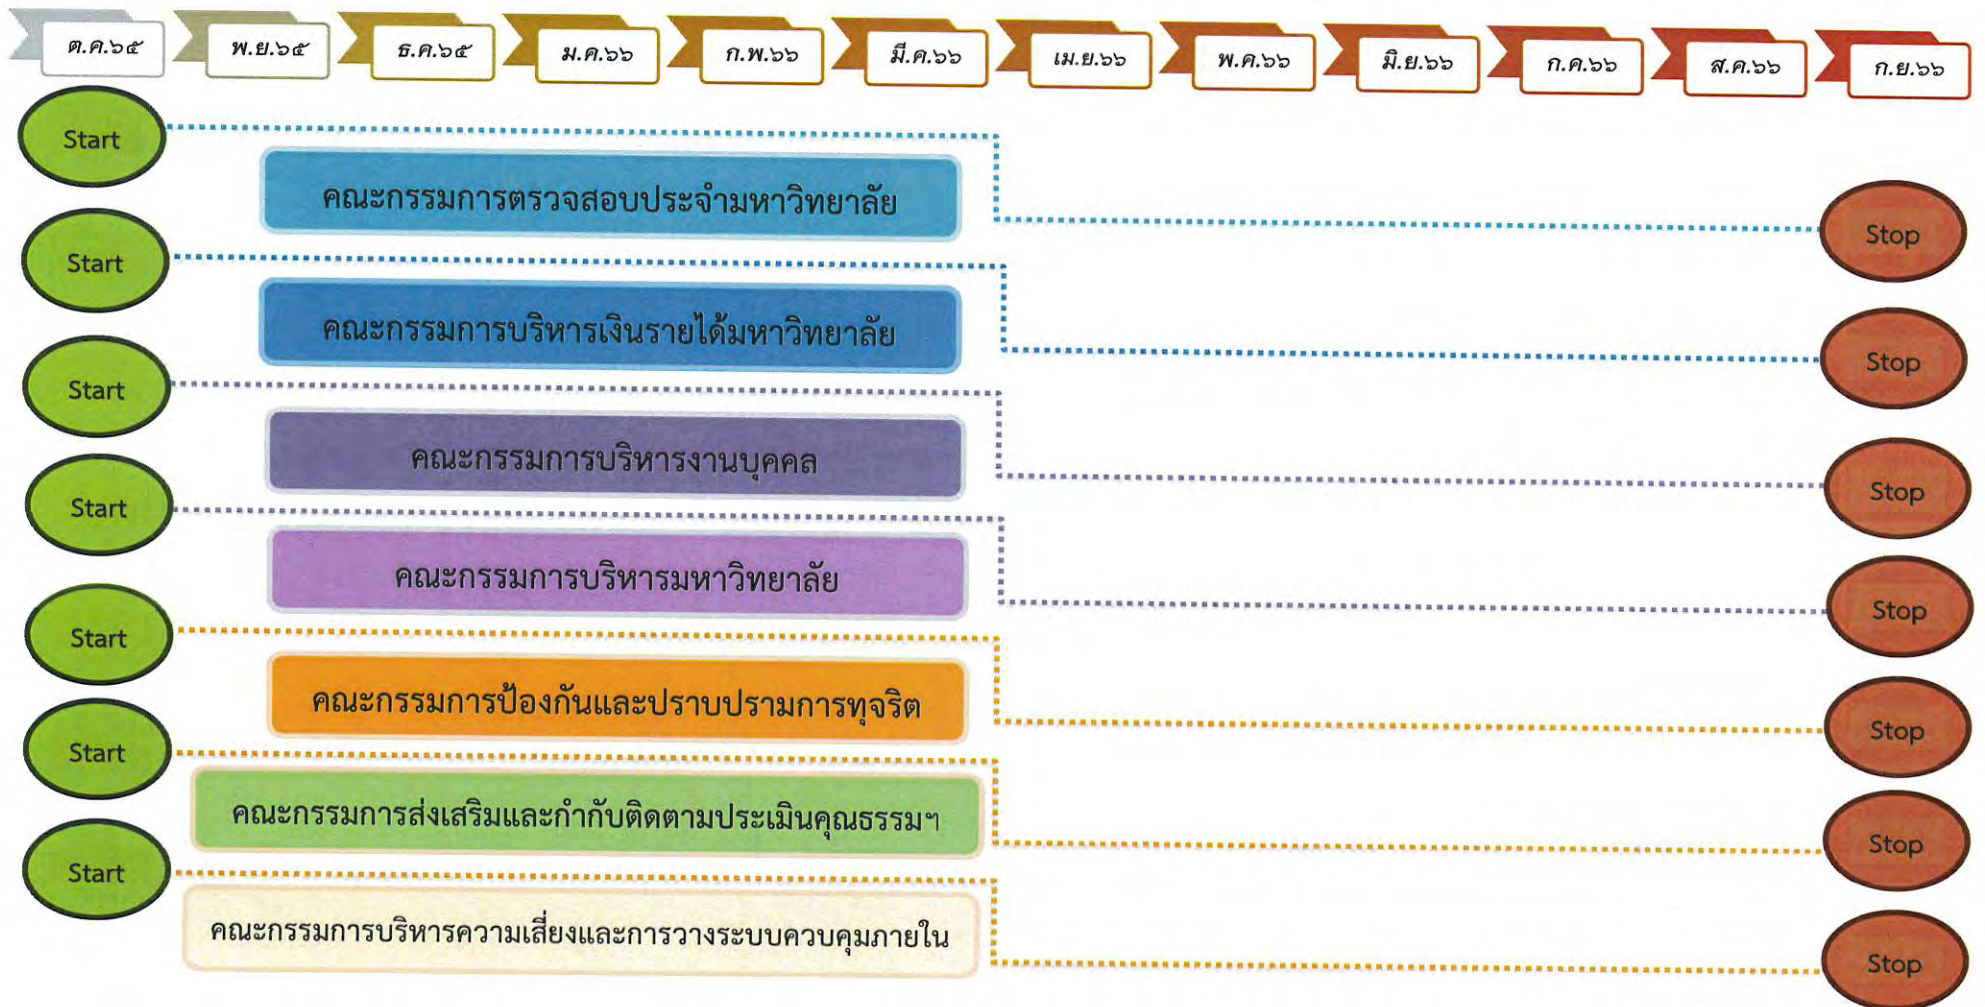 ต.ค.๖๕ พ.ย.๖๕ ธ.ค.๖๕ ม.ค.๖๖ ก.พ.๖๖ มี.ค.๖๖ เม.ย.๖๖ พ.ค.๖๖ มิ.ย.๖๖ ก.ค.๖๖ ส.ค.๖๖ ก.ย.๖๖
Start
คณะกรรมการตรวจสอบประจำมหาวิทยาลัย
Stop
Start
คณะกรรมการบริหารเงินรายได้มหาวิทยาลัย
Stop
Start
คณะกรรมการบริหารงานบุคคล
Stop
Start
คณะกรรมการบริหารมหาวิทยาลัย
Stop
Start
คณะกรรมการป้องกันและปราบปรามการทุจริต
Stop
Start
คณะกรรมการส่งเสริมและกำกับติดตามประเมินคุณธรรมฯ
Stop
Start
คณะกรรมการบริหารความเสี่ยงและการวางระบบควบคุมภายใน
Stop